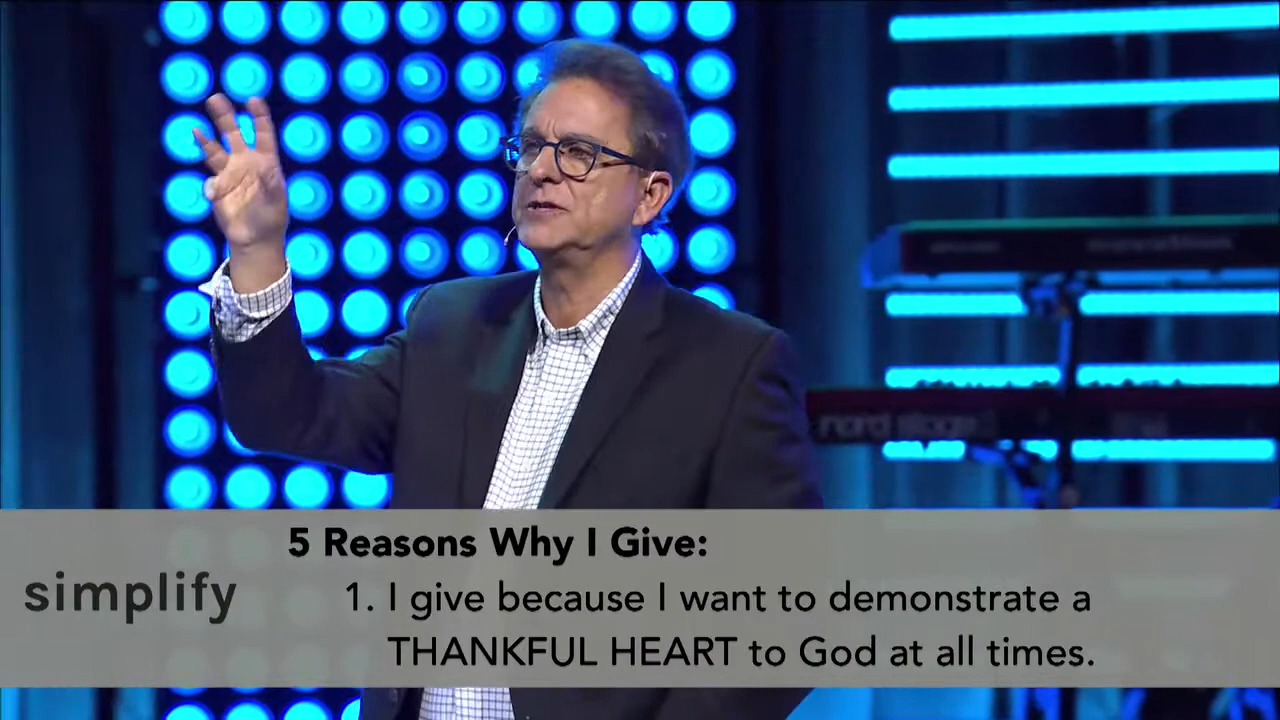 5 Reasons Why I Give:
simplify
1. I give because I want to demonstrate a
THANKFUL HEART to God at all times.
nord stage